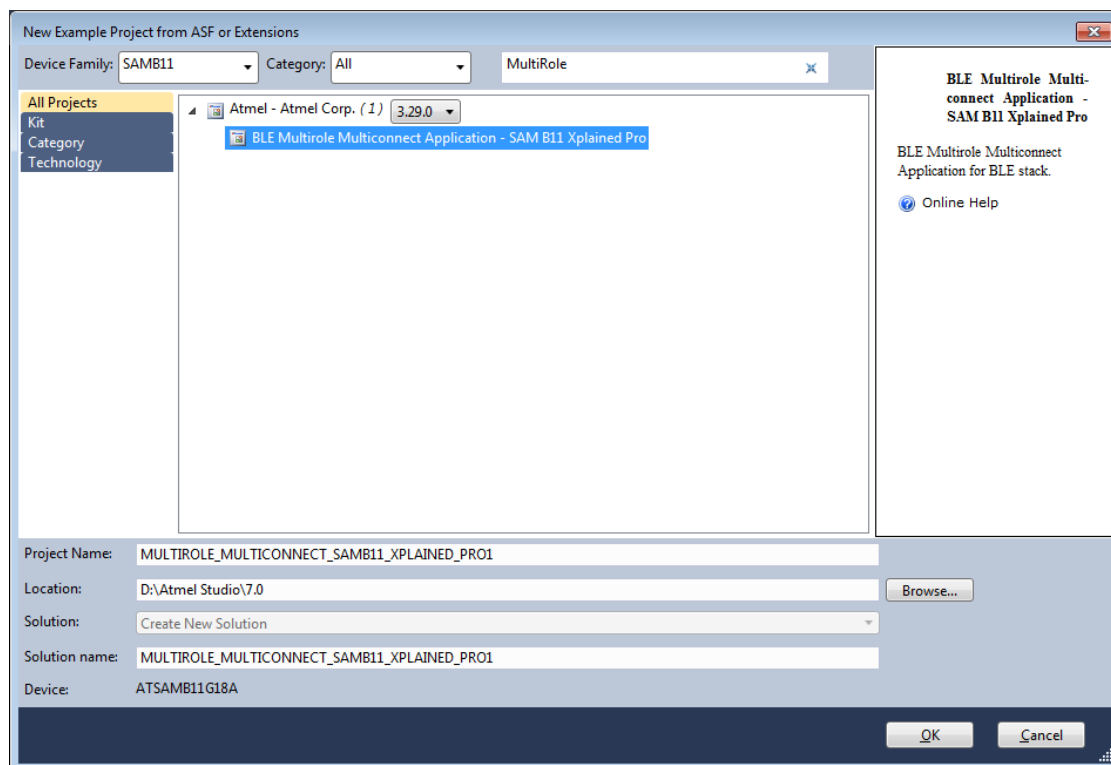 New Example Project from ASF or Extensions
Device Family: SAMB11 Category: All MultiRole
All Projects
Kit
Category
Technology
Atmel - Atmel Corp. (1) 3.29.0
BLE Multirole Multiconnect Application - SAM B11 Xplained Pro
BLE Multirole Multi-
connect Application -
SAM B11 Xplained Pro
BLE Multirole Multiconnect
Application for BLE stack.
Online Help
Project Name: MULTIROLE_MULTICONNECT_SAMB11_XPLAINED_PRO1
Location: D:\Atmel Studio\7.0 Browse...
Solution: Create New Solution
Solution name: MULTIROLE_MULTICONNECT_SAMB11_XPLAINED_PRO1
Device: ATSAMB11G18A
OK Cancel